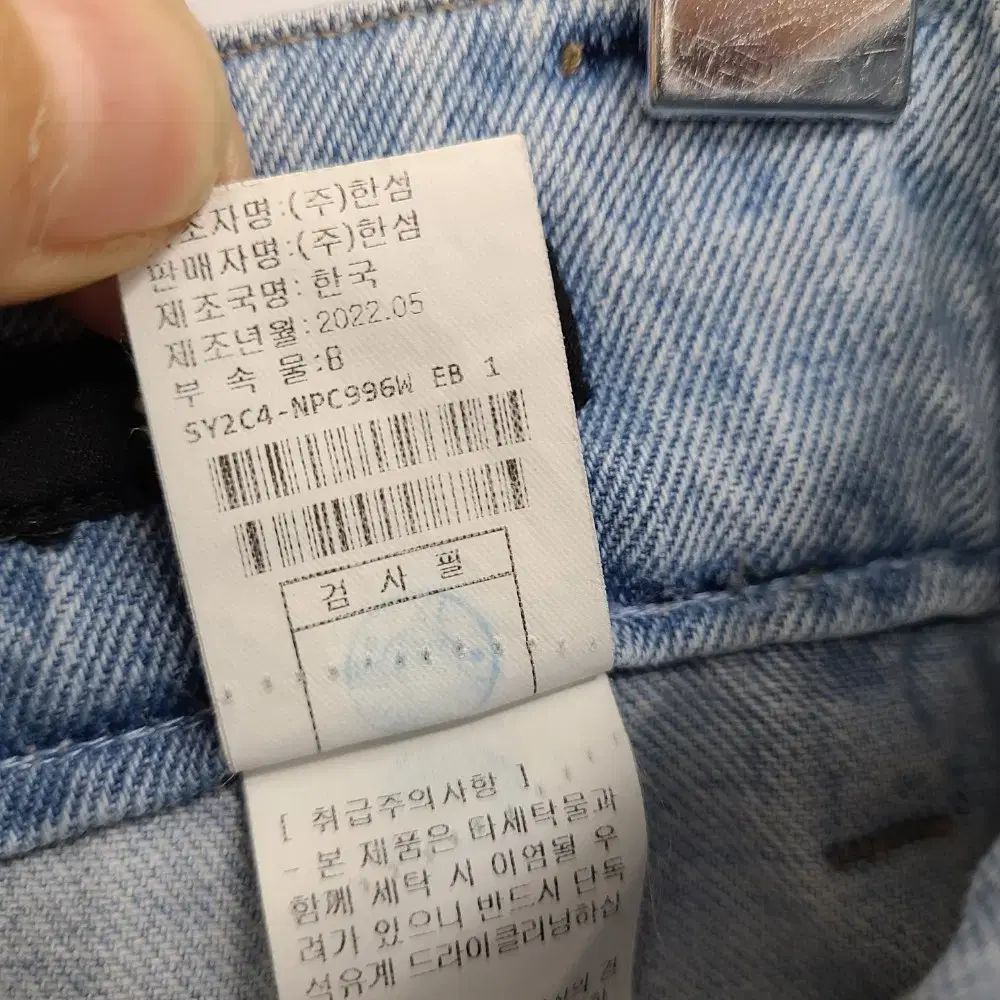 조자명:(주)한섬
판매자명:(주)한섬
제조국명:한국
제조년월:2022.05
부 속 물:B
SY2C4-NPC996W EB 1
검 사 필
[ 취급주의사항 ]
- 본 제품은 타세탁물과
함께 세탁 시 이염될 우
려가 있으니 반드시 단독
석유계 드라이클리닝하십